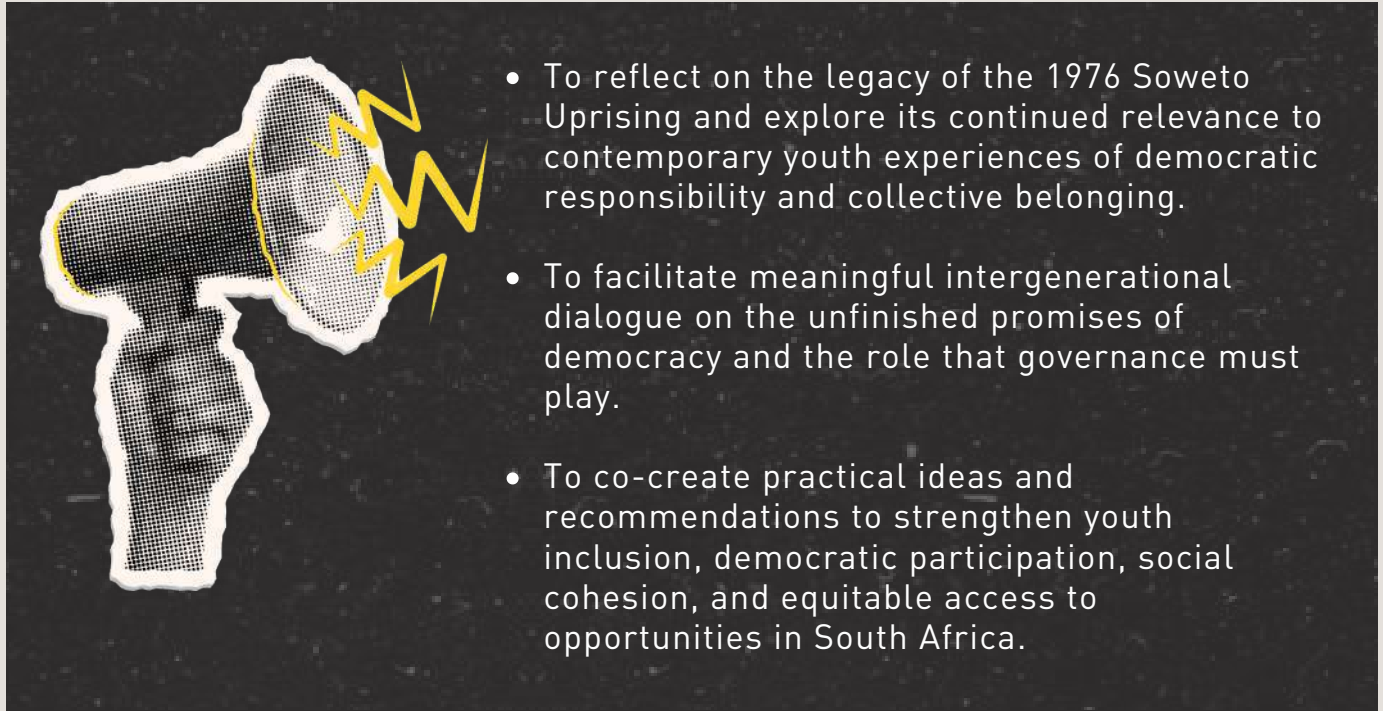 • To reflect on the legacy of the 1976 Soweto
Uprising and explore its continued relevance to
contemporary youth experiences of democratic
responsibility and collective belonging.
• To facilitate meaningful intergenerational
dialogue on the unfinished promises of
democracy and the role that governance must
play.
• To co-create practical ideas and
recommendations to strengthen youth
inclusion, democratic participation, social
cohesion, and equitable access to
opportunities in South Africa.